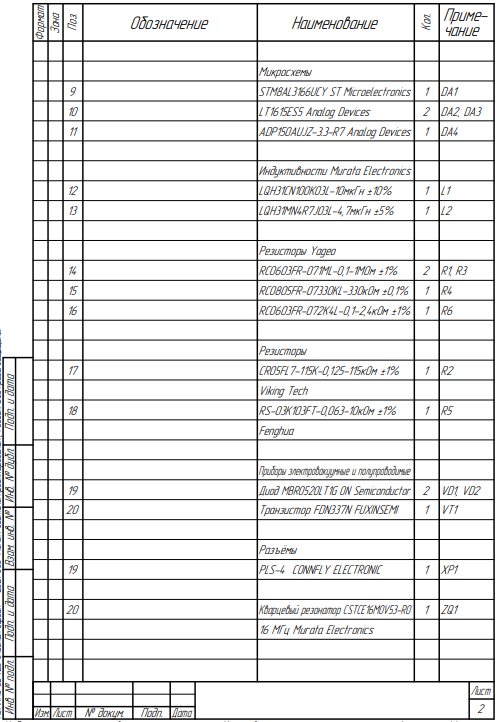 Формат
Зона
Поз.
Обозначение
Наименование
Кол.
Приме-
чание
Микросхемы
9 STM8AL3166UCY ST Microelectronics 1 DA1
10 LT1615ES5 Analog Devices 2 DA2, DA3
11 ADP150AUJZ-3.3-R7 Analog Devices 1 DA4
Индуктивности Murata Electronics
12 LQH31CN100K03L-10мкГн ±10% 1 L1
13 LQH31MN4R7J03L-4,7мкГн ±5% 1 L2
Резисторы Yageo
14 RC0603FR-071ML-0,1-1МОм ±1% 2 R1, R3
15 RC0805FR-07330KL-330кОм ±0,1% 1 R4
16 RC0603FR-072K4L-0,1-2,4кОм ±1% 1 R6
Резисторы
17 CR05FL7-115K-0,125-115кОм ±1% 1 R2
Viking Tech
18 RS-03K103FT-0,063-10кОм ±1% 1 R5
Fenghua
Приборы электровакуумные и полупроводимые
19 Диод MBR0520LT1G ON Semiconductor 2 VD1, VD2
20 Транзистор FDN337N FUXINSEMI 1 VT1
Разъёмы
19 PLS-4 CONNFLY ELECTRONIC 1 XP1
20 Кварцевый резонатор CSTCE16M0V53-R0 1 ZQ1
16 МГц Murata Electronics
Подп. и дата
Инв. № дубл.
Взам. инв. №
Подп. и дата
Инв. № подл.
Изм. Лист № докум. Подп. Дата
Лист
2